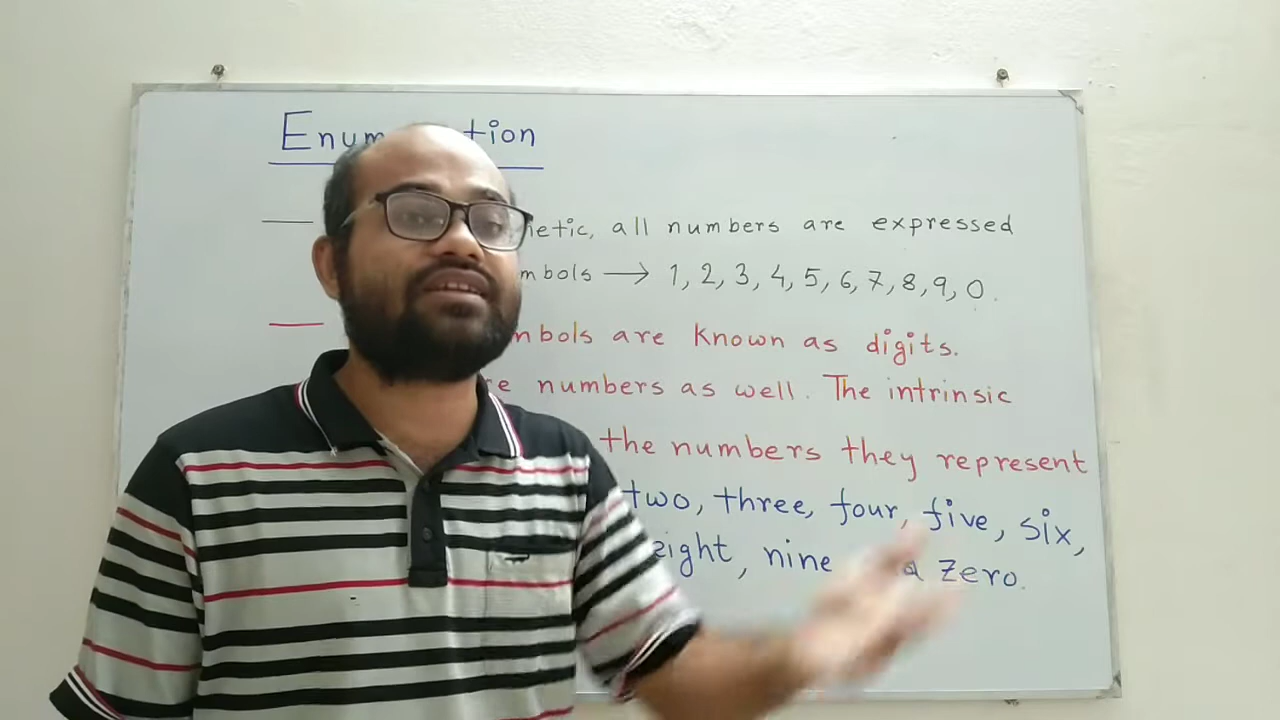 Enum tion
— netic, all numbers are expressed
mbols → 1, 2, 3, 4, 5, 6, 7, 8, 9, 0.
— mbols are known as digits.
re numbers as well. The intrinsic
the numbers they represent
two, three, four, five, six,
eight, nine a zero.